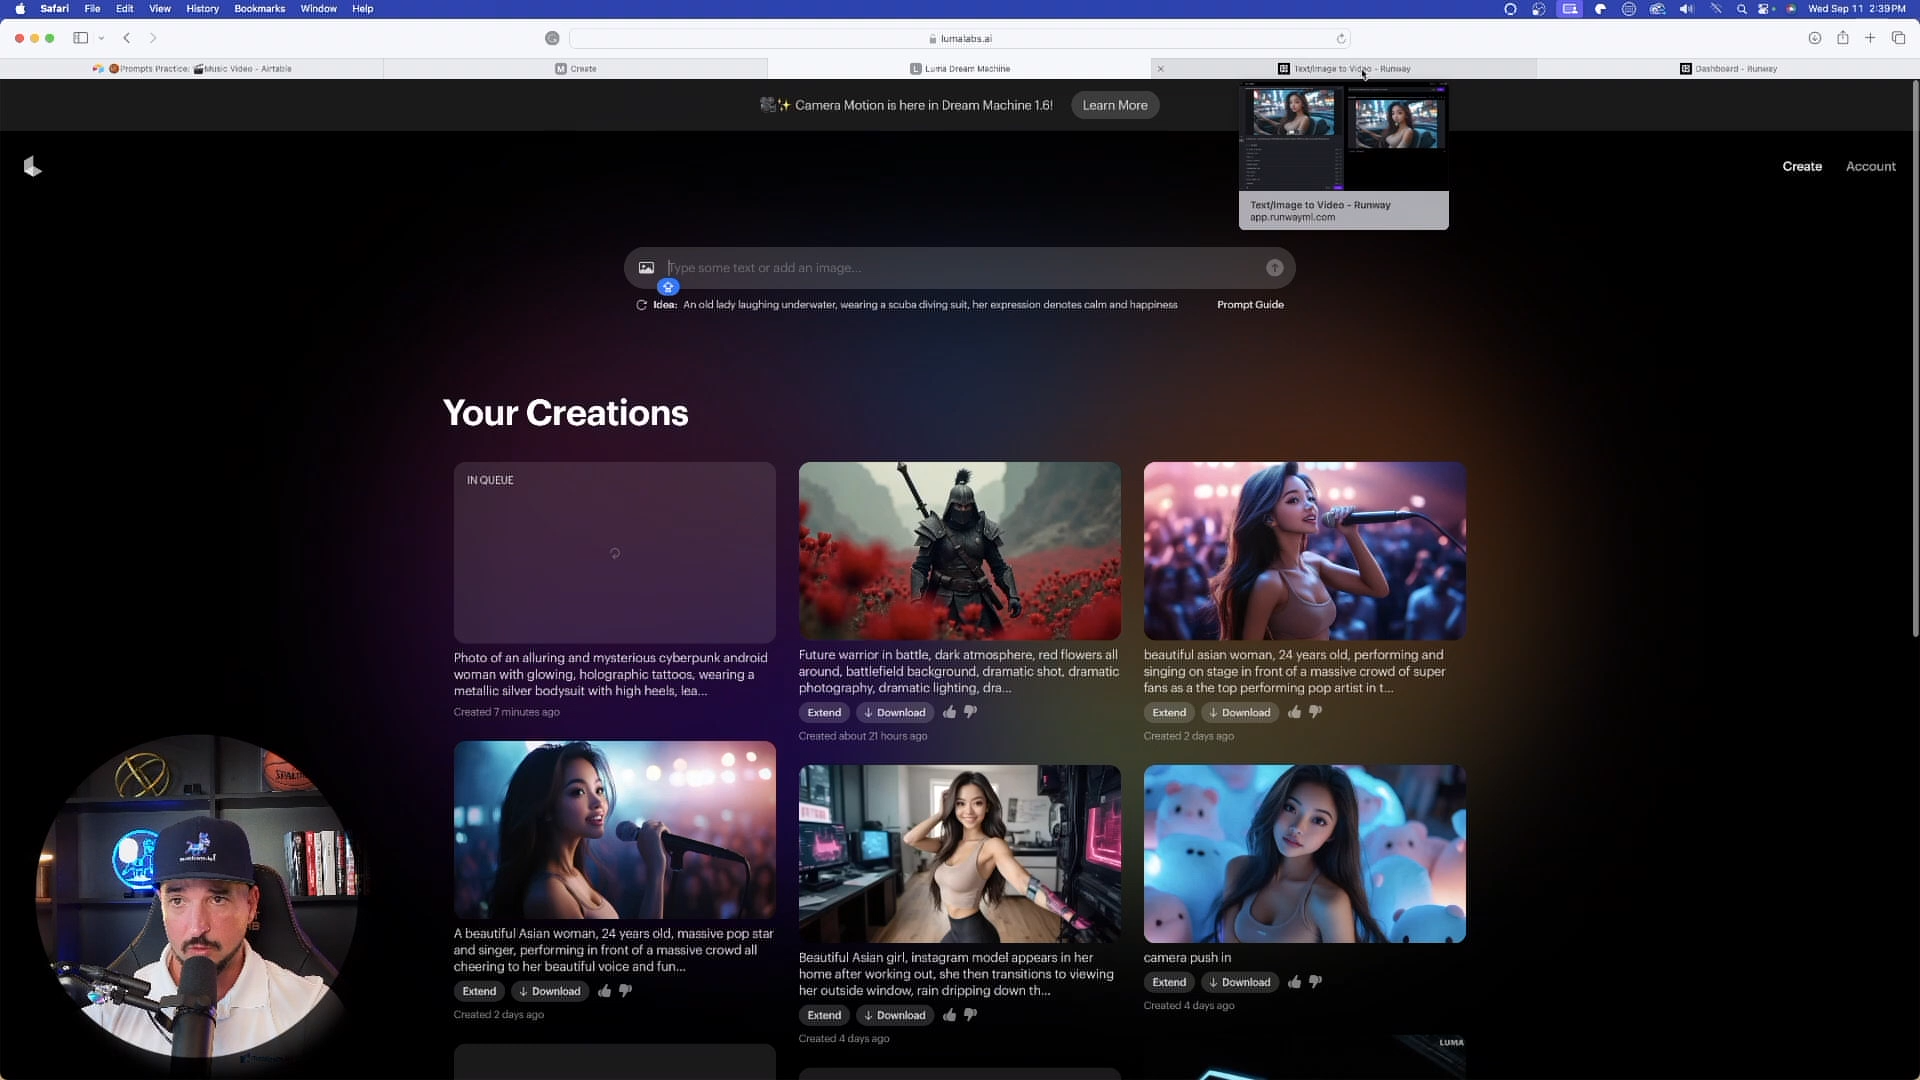 Safari File Edit View History Bookmarks Window Help
Wed Sep 11 2:39 PM
lumalabs.ai
Prompts Practice: Music Video - Airtable
Create
Luma Dream Machine
Text/Image to Video - Runway
Dashboard - Runway
Camera Motion is here in Dream Machine 1.6!
Learn More
Text/Image to Video - Runway
app.runwayml.com
Create
Account
Type some text or add an image...
Idea: An old lady laughing underwater, wearing a scuba diving suit, her expression denotes calm and happiness
Prompt Guide
Your Creations
IN QUEUE
Photo of an alluring and mysterious cyberpunk android
woman with glowing, holographic tattoos, wearing a
metallic silver bodysuit with high heels, lea...
Created 7 minutes ago
Future warrior in battle, dark atmosphere, red flowers all
around, battlefield background, dramatic shot, dramatic
photography, dramatic lighting, dra...
Extend
Download
Created about 21 hours ago
beautiful asian woman, 24 years old, performing and
singing on stage in front of a massive crowd of super
fans as a the top performing pop artist in t...
Extend
Download
Created 2 days ago
A beautiful Asian woman, 24 years old, massive pop star
and singer, performing in front of a massive crowd all
cheering to her beautiful voice and fun...
Extend
Download
Created 2 days ago
Beautiful Asian girl, instagram model appears in her
home after working out, she then transitions to viewing
her outside window, rain dripping down th...
Extend
Download
Created 4 days ago
camera push in
Extend
Download
Created 4 days ago
LUMA